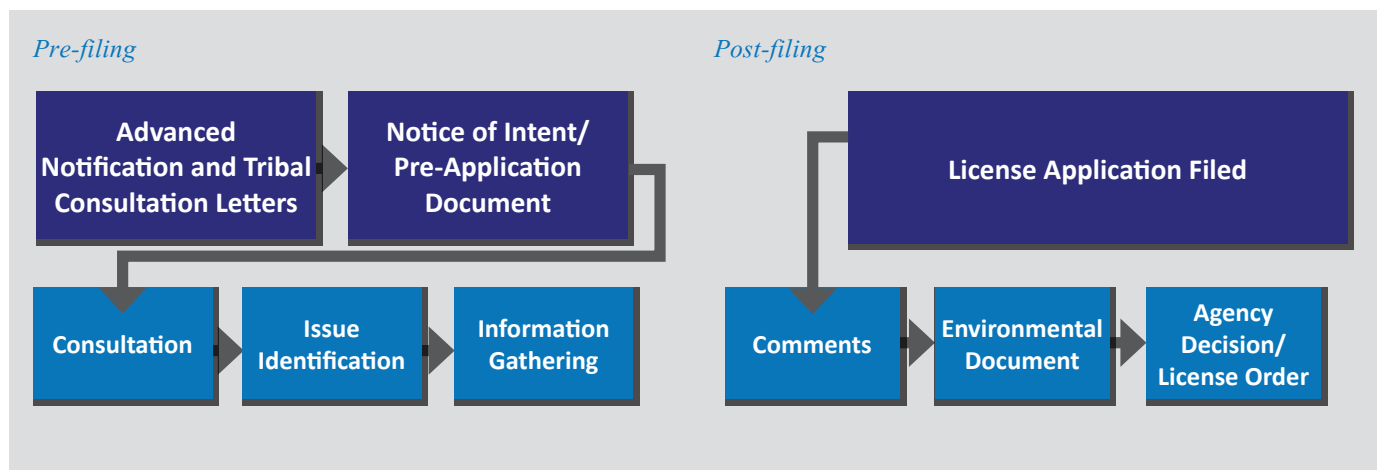 Pre-filing
Advanced
Notification and Tribal
Consultation Letters
Notice of Intent/
Pre-Application
Document
Consultation
Issue
Identification
Information
Gathering
Post-filing
License Application Filed
Comments
Environmental
Document
Agency
Decision/
License Order